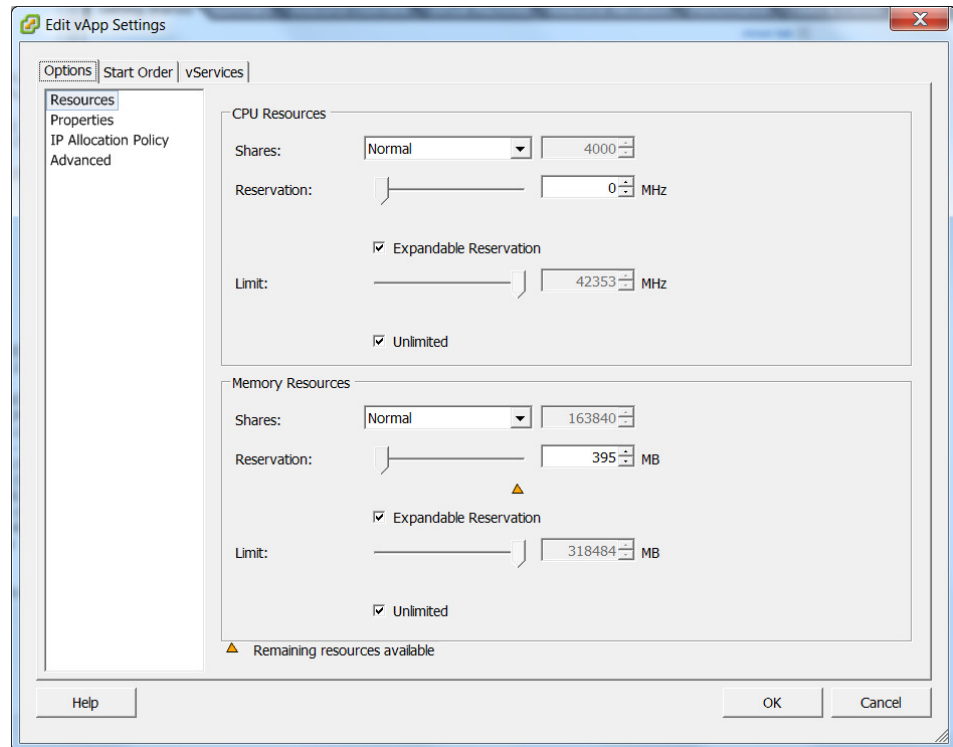 Edit vApp Settings
Options Start Order vServices
Resources
Properties
IP Allocation Policy
Advanced
CPU Resources
Shares: Normal 4000
Reservation: 0 MHz
Expandable Reservation
Limit: 42353 MHz
Unlimited
Memory Resources
Shares: Normal 163840
Reservation: 395 MB
Expandable Reservation
Limit: 318484 MB
Unlimited
Remaining resources available
Help OK Cancel